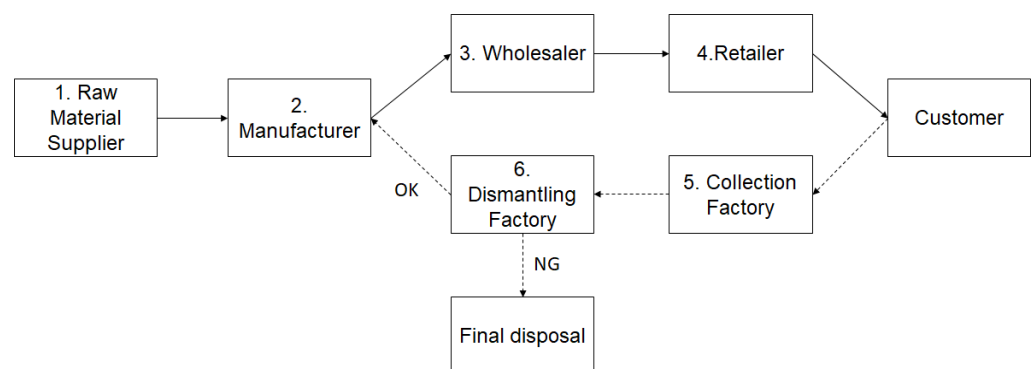 1. Raw
Material
Supplier
2.
Manufacturer
3. Wholesaler
4.Retailer
Customer
OK
6.
Dismantling
Factory
5. Collection
Factory
NG
Final disposal